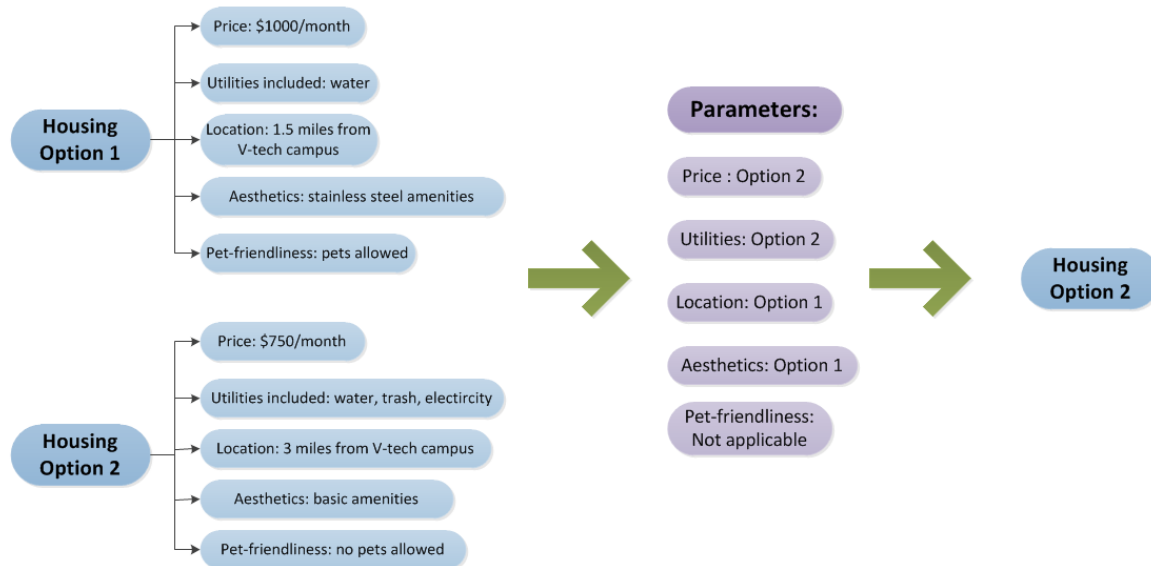 Housing
Option 1
Price: $1000/month
Utilities included: water
Location: 1.5 miles from
V-tech campus
Aesthetics: stainless steel amenities
Pet-friendliness: pets allowed
Housing
Option 2
Price: $750/month
Utilities included: water, trash, electircity
Location: 3 miles from V-tech campus
Aesthetics: basic amenities
Pet-friendliness: no pets allowed
Parameters:
Price : Option 2
Utilities: Option 2
Location: Option 1
Aesthetics: Option 1
Pet-friendliness:
Not applicable
Housing
Option 2